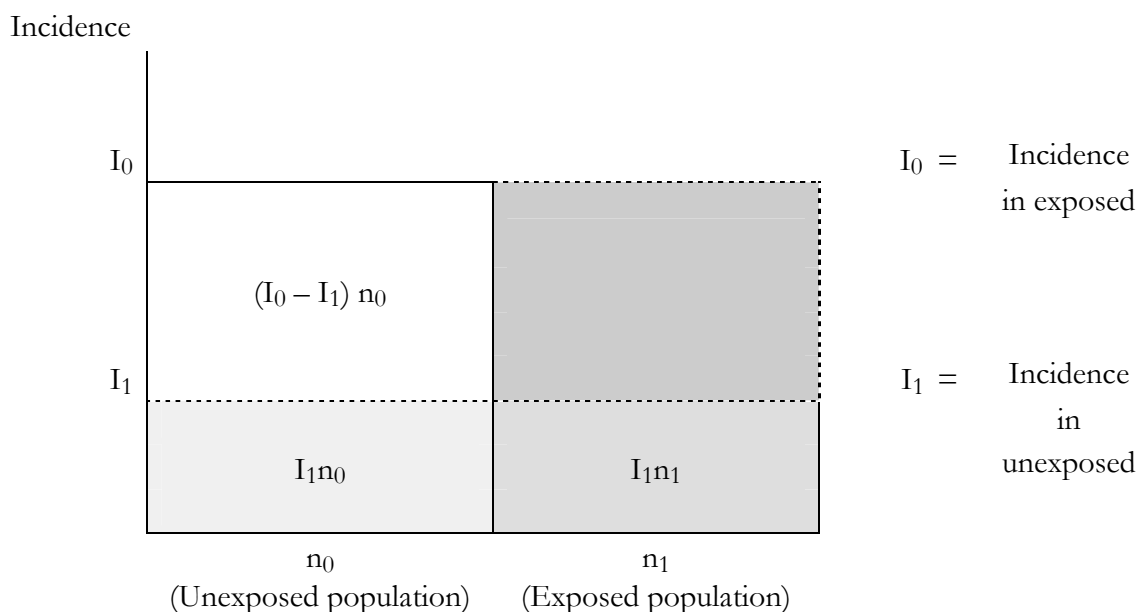 Incidence
I₀
I₀ = Incidence
in exposed
(I₀ – I₁) n₀
I₁
I₁ = Incidence
in
unexposed
I₁n₀
I₁n₁
n₀
(Unexposed population)
n₁
(Exposed population)